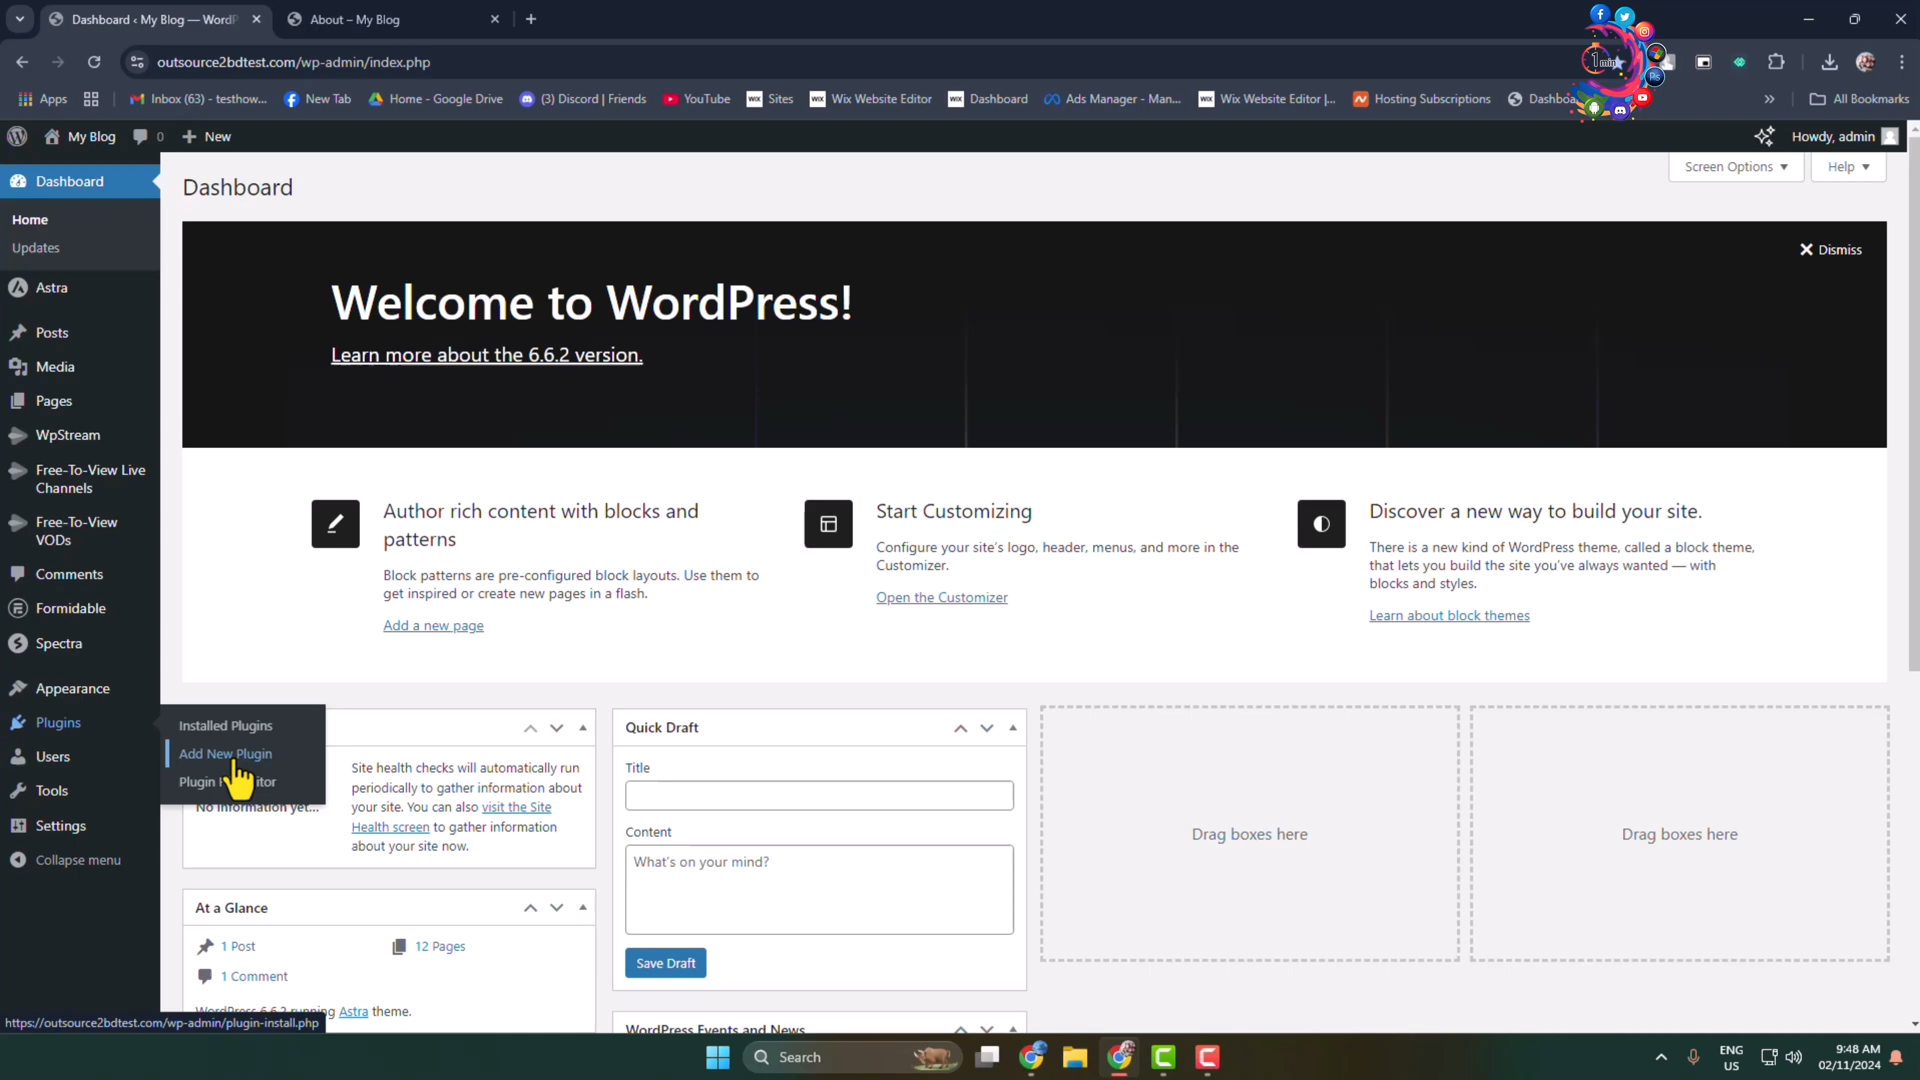 Dashboard ‹ My Blog — WordP
About – My Blog
outsource2bdtest.com/wp-admin/index.php
1min
Apps
Inbox (63) - testhow...
New Tab
Home - Google Drive
(3) Discord | Friends
YouTube
Sites
Wix Website Editor
Dashboard
Ads Manager - Man...
Wix Website Editor |...
Hosting Subscriptions
»
All Bookmarks
My Blog
0
New
Howdy, admin
Dashboard
Home
Updates
Astra
Posts
Media
Pages
WpStream
Free-To-View Live
Channels
Free-To-View
VODs
Comments
Formidable
Spectra
Appearance
Plugins
Users
Tools
Settings
Collapse menu
Installed Plugins
Add New Plugin
Plugin
Screen Options
Help
Dashboard
Dismiss
Welcome to WordPress!
Learn more about the 6.6.2 version.
Author rich content with blocks and
patterns
Block patterns are pre-configured block layouts. Use them to
get inspired or create new pages in a flash.
Add a new page
Start Customizing
Configure your site's logo, header, menus, and more in the
Customizer.
Open the Customizer
Discover a new way to build your site.
There is a new kind of WordPress theme, called a block theme,
that lets you build the site you've always wanted — with
blocks and styles.
Learn about block themes
No information yet...
Site health checks will automatically run
periodically to gather information about
your site. You can also visit the Site
Health screen to gather information
about your site now.
At a Glance
1 Post
12 Pages
1 Comment
WordPress 6.6.2 running Astra theme.
Quick Draft
Title
Content
What's on your mind?
Save Draft
WordPress Events and News
Drag boxes here
Drag boxes here
https://outsource2bdtest.com/wp-admin/plugin-install.php
Search
ENG
US
9:48 AM
02/11/2024